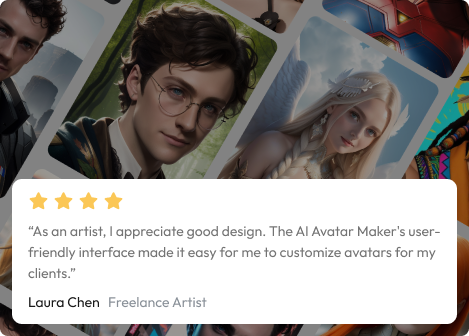 “As an artist, I appreciate good design. The AI Avatar Maker's user-
friendly interface made it easy for me to customize avatars for my
clients.”
Laura Chen Freelance Artist